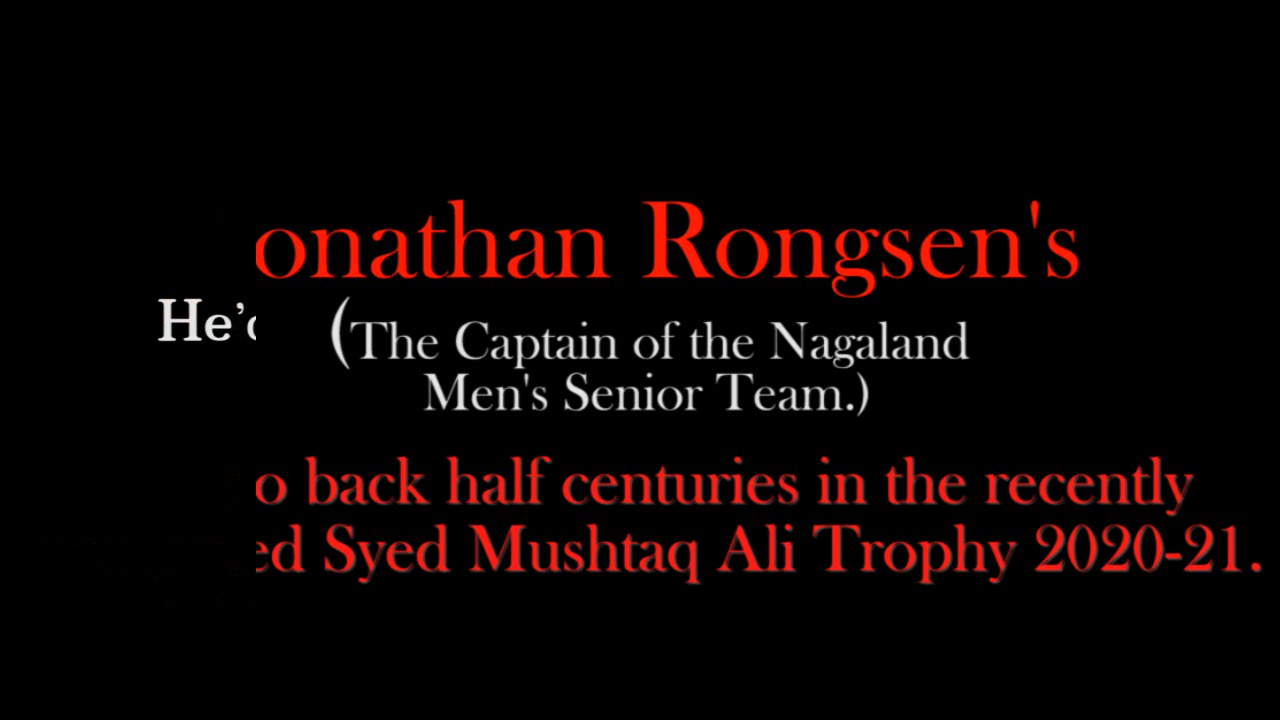 onathan Rongsen's
He’
(The Captain of the Nagaland
Men's Senior Team.)
o back half centuries in the recently
ed Syed Mushtaq Ali Trophy 2020-21.